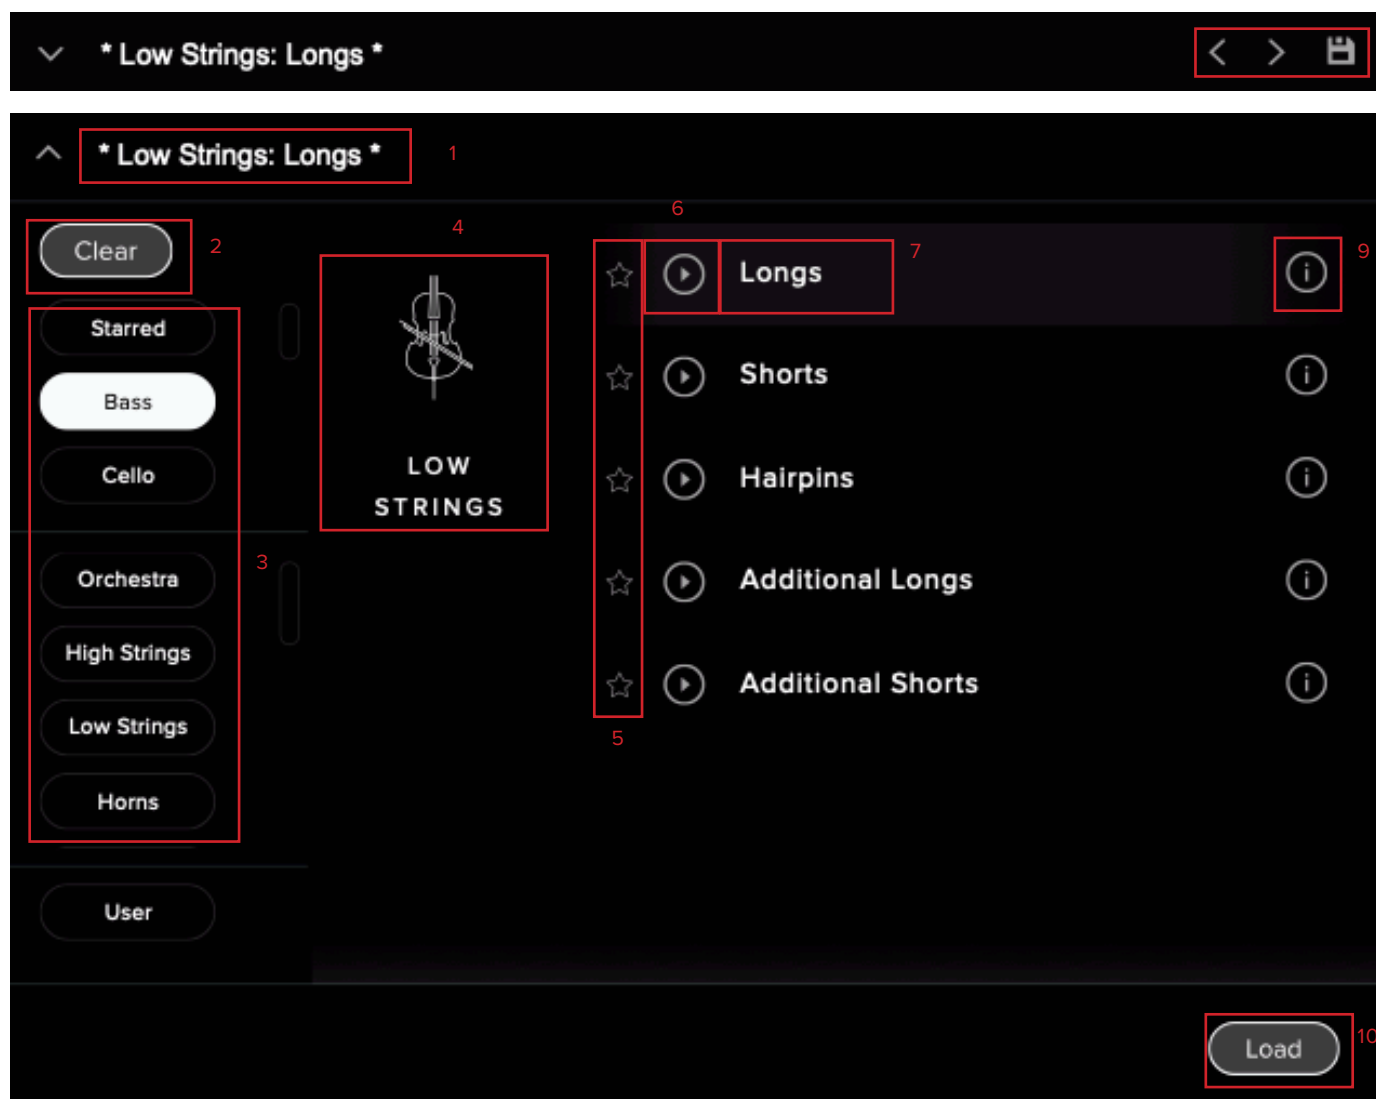 * Low Strings: Longs *
* Low Strings: Longs *
1
Clear
2
Starred
Bass
Cello
3
Orchestra
High Strings
Low Strings
Horns
User
4
LOW
STRINGS
6
Longs
7
9
Shorts
Hairpins
Additional Longs
Additional Shorts
5
Load
10